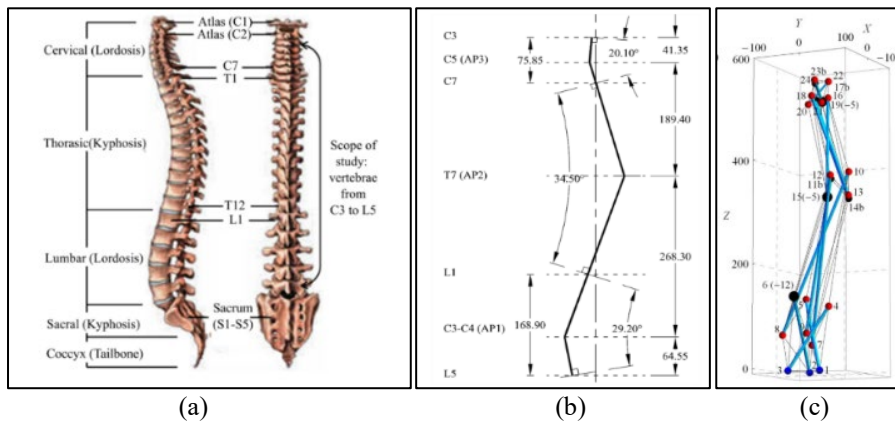 Atlas (C1)
Atlas (C2)
Cervical (Lordosis)
C7
T1
Thorasic(Kyphosis)
Scope of
study:
vertebrae
from
C3 to L5
T12
L1
Lumbar (Lordosis)
Sacrum
(S1-S5)
Sacral (Kyphosis)
Coccyx (Tailbone)
(a)
C3
C5 (AP3)
C7
T7 (AP2)
L1
C3-C4 (AP1)
L5
75.85
20.10°
41.35
189.40
34.50°
268.30
168.90
29.20°
64.55
(b)
Y
X
-100
0
100
0
600
23b
24
22
17b
18
16
20
19(-5)
400
12
10
11b
13
15(-5)
14b
Z
200
6 (-12)
5
4
8
9
7
0
3
2
1
(c)